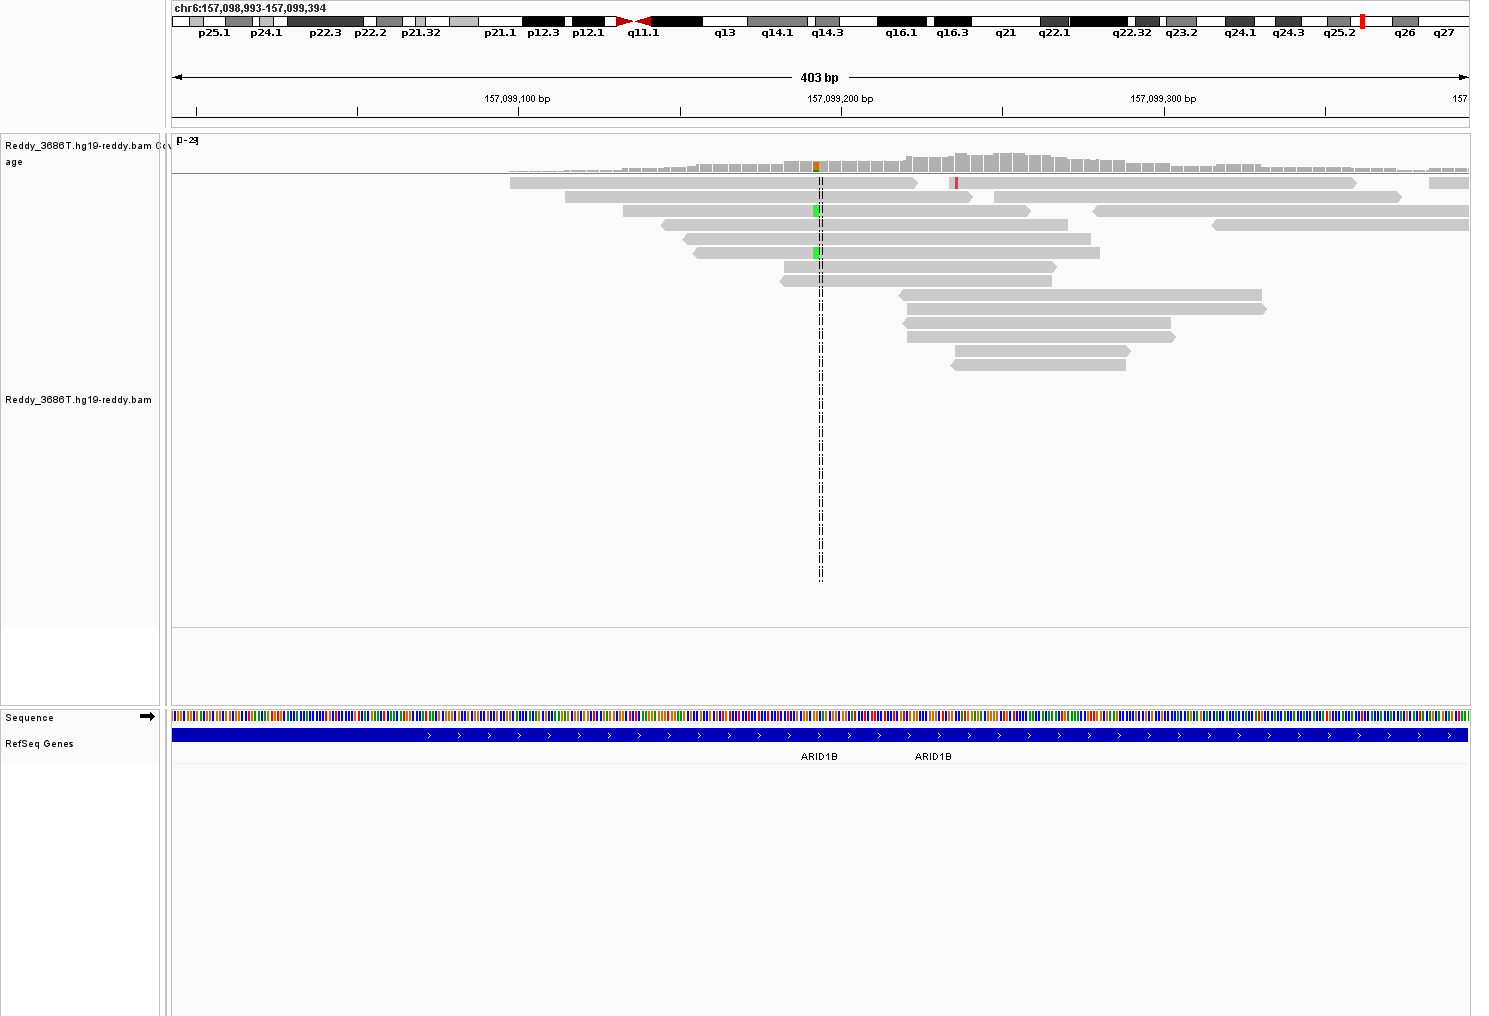 chr6:157,098,993-157,099,394
p25.1 p24.1 p22.3 p22.2 p21.32 p21.1 p12.3 p12.1 q11.1 q13 q14.1 q14.3 q16.1 q16.3 q21 q22.1 q22.32 q23.2 q24.1 q24.3 q25.2 q26 q27
403 bp
157,099,100 bp 157,099,200 bp 157,099,300 bp 157
[0-29]
Reddy_3686T.hg19-reddy.bam Cov
age
Reddy_3686T.hg19-reddy.bam
Sequence
RefSeq Genes
ARID1B ARID1B